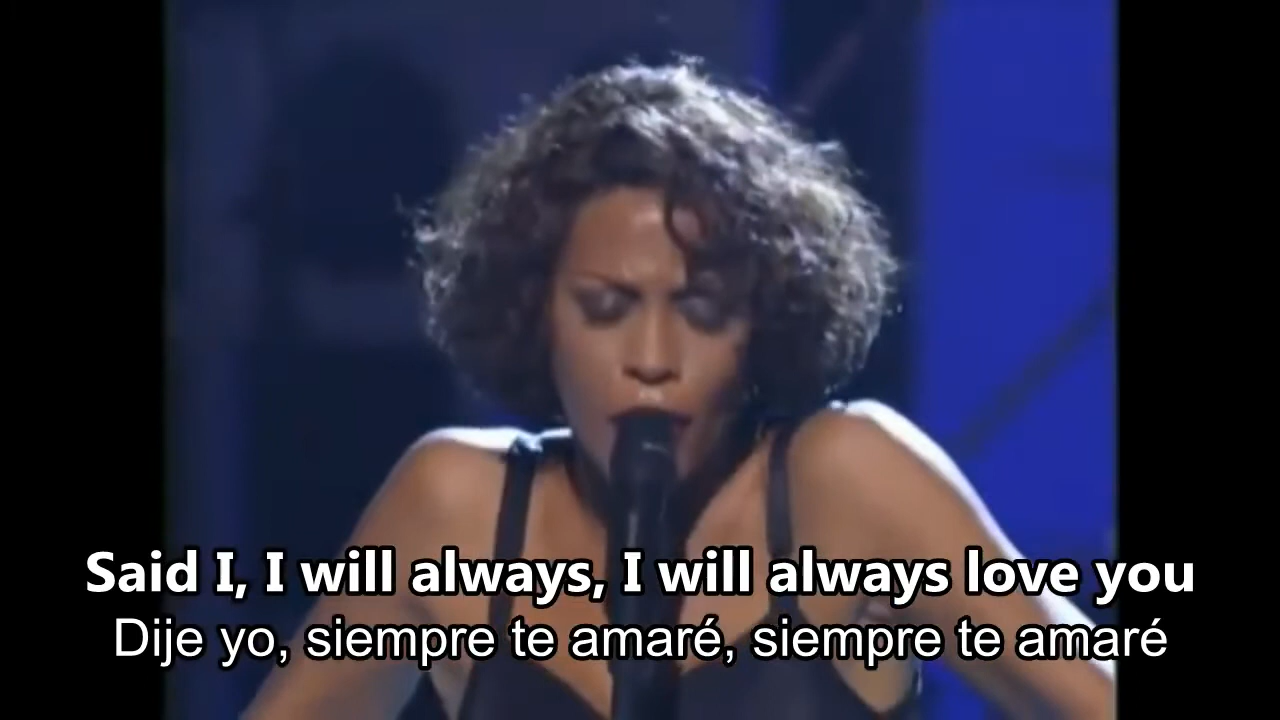 Said I, I will always, I will always love you
Dije yo, siempre te amaré, siempre te amaré